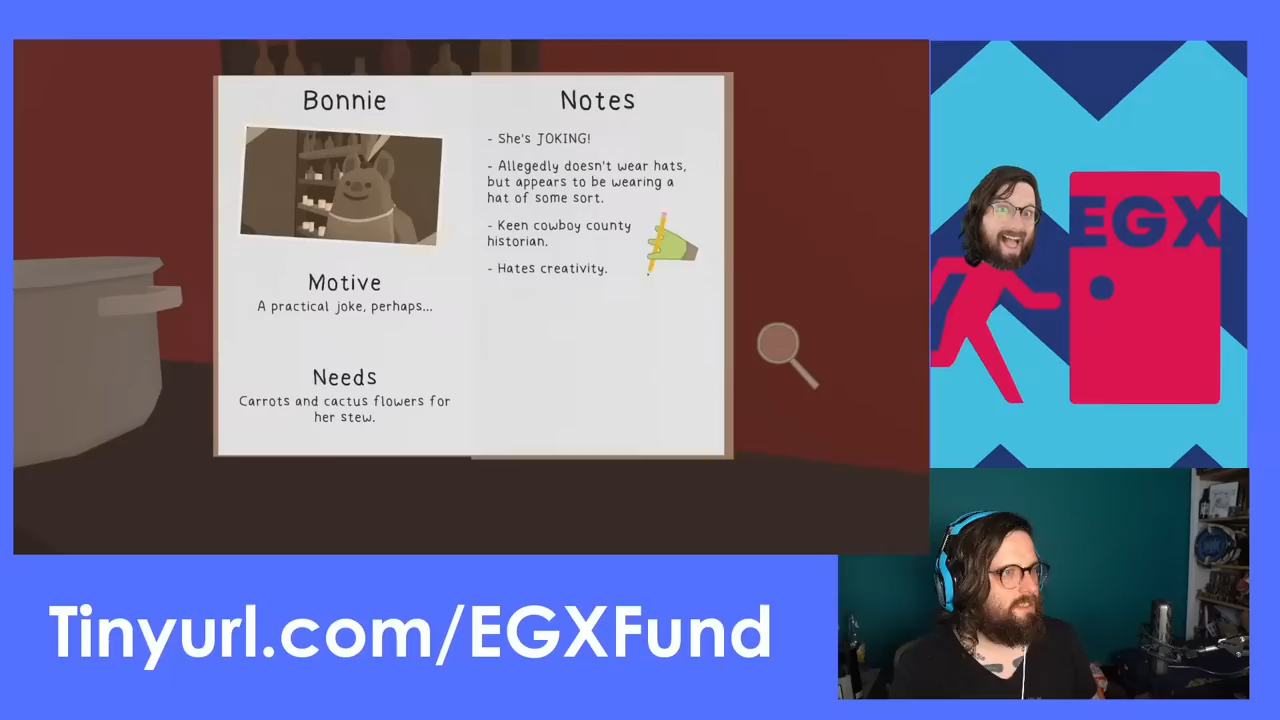 Bonnie
Motive
A practical joke, perhaps...
Needs
Carrots and cactus flowers for
her stew.
Notes
- She's JOKING!
- Allegedly doesn't wear hats,
but appears to be wearing a
hat of some sort.
- Keen cowboy county
historian.
- Hates creativity.
EGX
Tinyurl.com/EGXFund